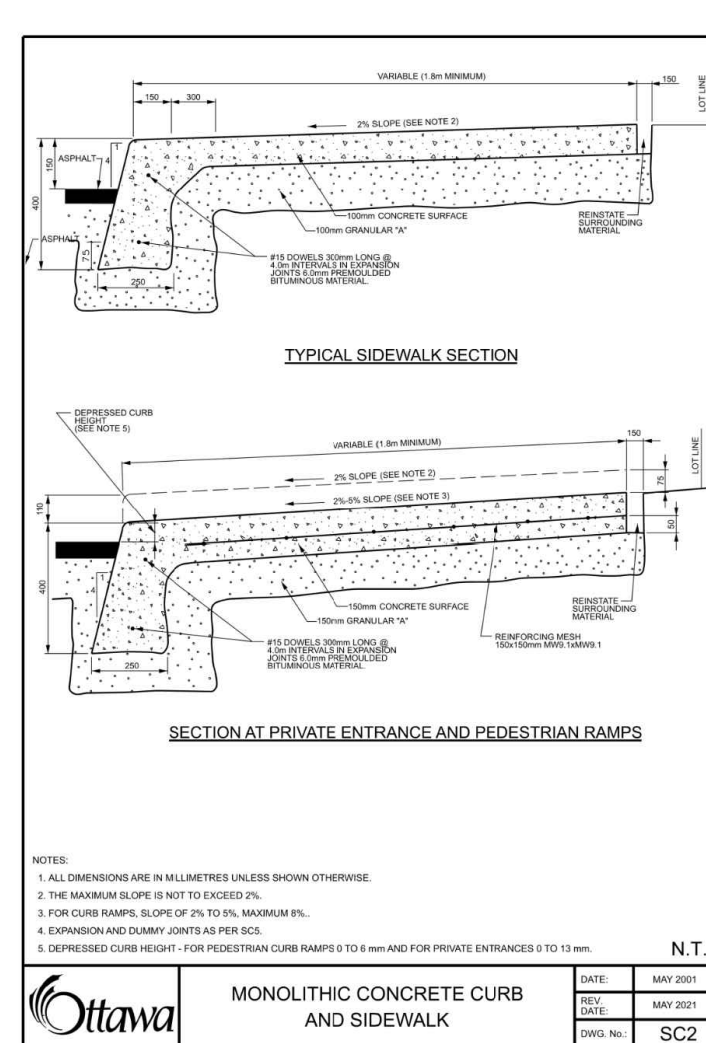 VARIABLE (1.8m MINIMUM)
150
LOT LINE
150
300
2% SLOPE (SEE NOTE 2)
ASPHALT
1
4
150
400
ASPHALT
75
250
100mm CONCRETE SURFACE
100mm GRANULAR "A"
REINSTATE
SURROUNDING
MATERIAL
#15 DOWELS 300mm LONG @
4.0m INTERVALS IN EXPANSION
JOINTS 6.0mm PREMOULDED
BITUMINOUS MATERIAL.
TYPICAL SIDEWALK SECTION
DEPRESSED CURB
HEIGHT
(SEE NOTE 5)
VARIABLE (1.8m MINIMUM)
150
LOT LINE
2% SLOPE (SEE NOTE 2)
75
2%-5% SLOPE (SEE NOTE 3)
110
50
400
1
4
250
150mm CONCRETE SURFACE
150mm GRANULAR "A"
REINSTATE
SURROUNDING
MATERIAL
REINFORCING MESH
150x150mm MW9.1xMW9.1
#15 DOWELS 300mm LONG @
4.0m INTERVALS IN EXPANSION
JOINTS 6.0mm PREMOULDED
BITUMINOUS MATERIAL.
SECTION AT PRIVATE ENTRANCE AND PEDESTRIAN RAMPS
NOTES:
1. ALL DIMENSIONS ARE IN MILLIMETRES UNLESS SHOWN OTHERWISE.
2. THE MAXIMUM SLOPE IS NOT TO EXCEED 2%.
3. FOR CURB RAMPS, SLOPE OF 2% TO 5%, MAXIMUM 8%..
4. EXPANSION AND DUMMY JOINTS AS PER SC5.
5. DEPRESSED CURB HEIGHT - FOR PEDESTRIAN CURB RAMPS 0 TO 6 mm AND FOR PRIVATE ENTRANCES 0 TO 13 mm.
N.T.
Ottawa
MONOLITHIC CONCRETE CURB
AND SIDEWALK
DATE: MAY 2001
REV.
DATE: MAY 2021
DWG. No.: SC2